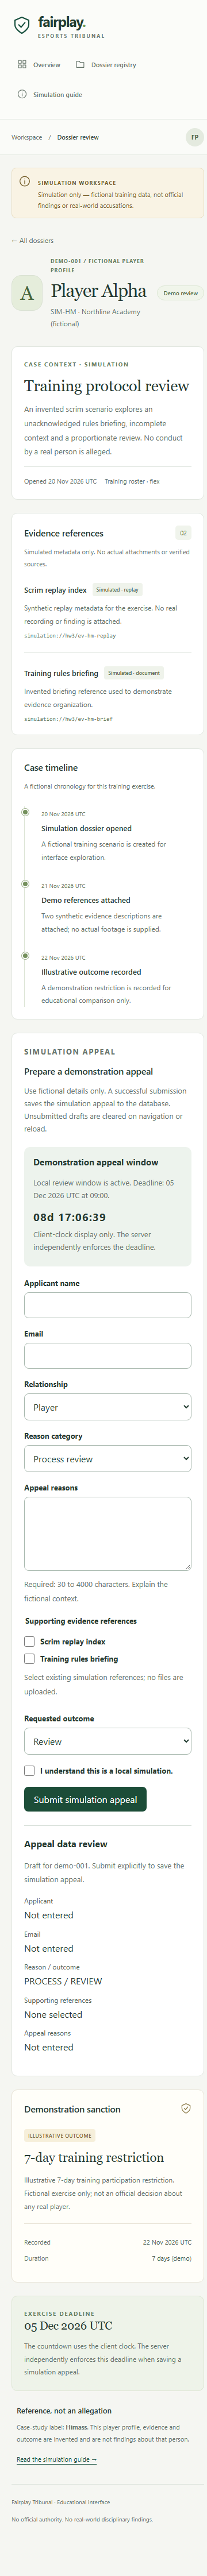 fairplay.
ESPORTS TRIBUNAL
Overview
Dossier registry
Simulation guide
Workspace / Dossier review
FP
SIMULATION WORKSPACE
Simulation only — fictional training data, not official
findings or real-world accusations.
← All dossiers
A
DEMO-001 / FICTIONAL PLAYER
PROFILE
Player Alpha
Demo review
SIM-HM · Northline Academy
(fictional)
CASE CONTEXT · SIMULATION
Training protocol review
An invented scrim scenario explores an
unacknowledged rules briefing, incomplete
context and a proportionate review. No conduct
by a real person is alleged.
Opened 20 Nov 2026 UTC Training roster · flex
Evidence references
02
Simulated metadata only. No actual attachments or verified
sources.
Scrim replay index
Simulated · replay
Synthetic replay metadata for the exercise. No real
recording or finding is attached.
simulation://hw3/ev-hm-replay
Training rules briefing
Simulated · document
Invented briefing reference used to demonstrate
evidence organization.
simulation://hw3/ev-hm-brief
Case timeline
A fictional chronology for this training exercise.
20 Nov 2026 UTC
Simulation dossier opened
A fictional training scenario is created for
interface exploration.
21 Nov 2026 UTC
Demo references attached
Two synthetic evidence descriptions are
attached; no actual footage is supplied.
22 Nov 2026 UTC
Illustrative outcome recorded
A demonstration restriction is recorded for
educational comparison only.
SIMULATION APPEAL
Prepare a demonstration appeal
Use fictional details only. A successful submission
saves the simulation appeal to the database.
Unsubmitted drafts are cleared on navigation or
reload.
Demonstration appeal window
Local review window is active. Deadline: 05
Dec 2026 UTC at 09:00.
08d 17:06:39
Client-clock display only. The server
independently enforces the deadline.
Applicant name
Email
Relationship
Player
Reason category
Process review
Appeal reasons
Required: 30 to 4000 characters. Explain the
fictional context.
Supporting evidence references
Scrim replay index
Training rules briefing
Select existing simulation references; no files are
uploaded.
Requested outcome
Review
I understand this is a local simulation.
Submit simulation appeal
Appeal data review
Draft for demo-001. Submit explicitly to save the
simulation appeal.
Applicant
Not entered
Email
Not entered
Reason / outcome
PROCESS / REVIEW
Supporting references
None selected
Appeal reasons
Not entered
Demonstration sanction
ILLUSTRATIVE OUTCOME
7-day training restriction
Illustrative 7-day training participation restriction.
Fictional exercise only; not an official decision about
any real player.
Recorded 22 Nov 2026 UTC
Duration 7 days (demo)
EXERCISE DEADLINE
05 Dec 2026 UTC
The countdown uses the client clock. The server
independently enforces this deadline when saving a
simulation appeal.
Reference, not an allegation
Case-study label: Himass. This player profile, evidence and
outcome are invented and are not findings about that person.
Read the simulation guide →
Fairplay Tribunal · Educational interface
No official authority. No real-world disciplinary findings.